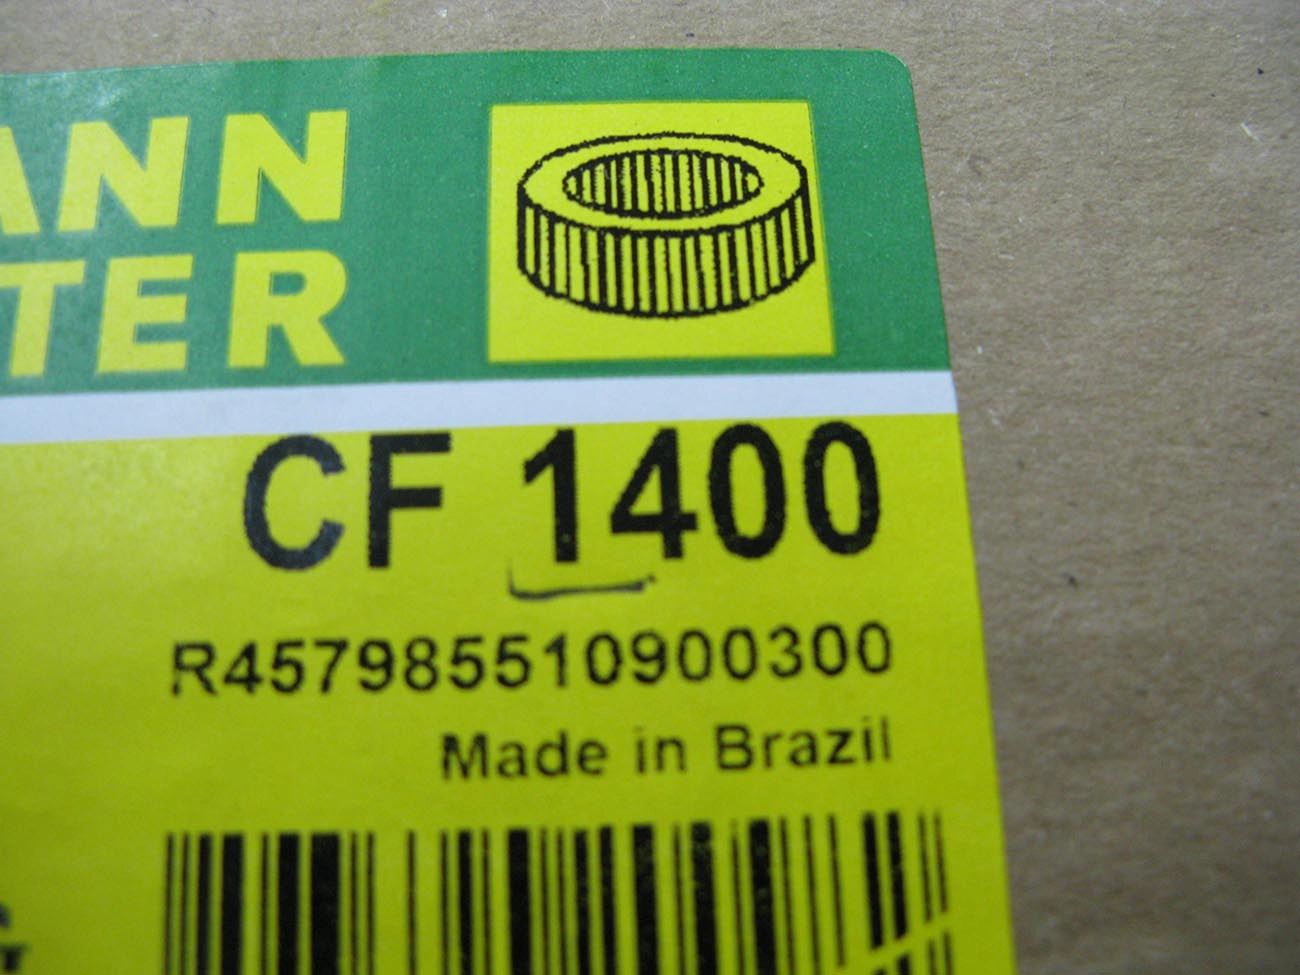 ANN
TER
CF 1400
R457985510900300
Made in Brazil
G